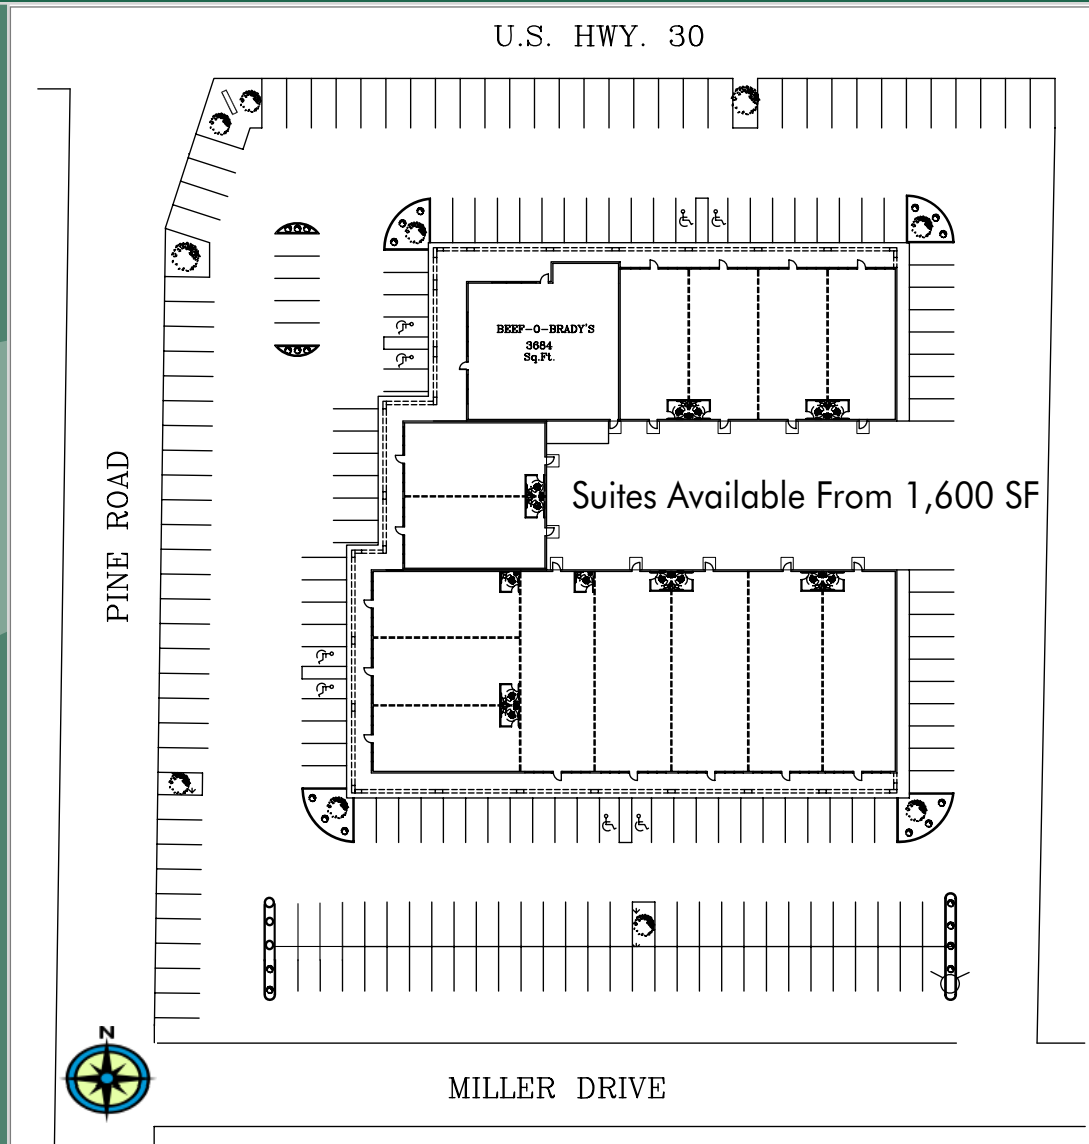 U.S. HWY. 30
BEEF-O-BRADY'S
3684
Sq.Ft.
Suites Available From 1,600 SF
PINE ROAD
N
MILLER DRIVE